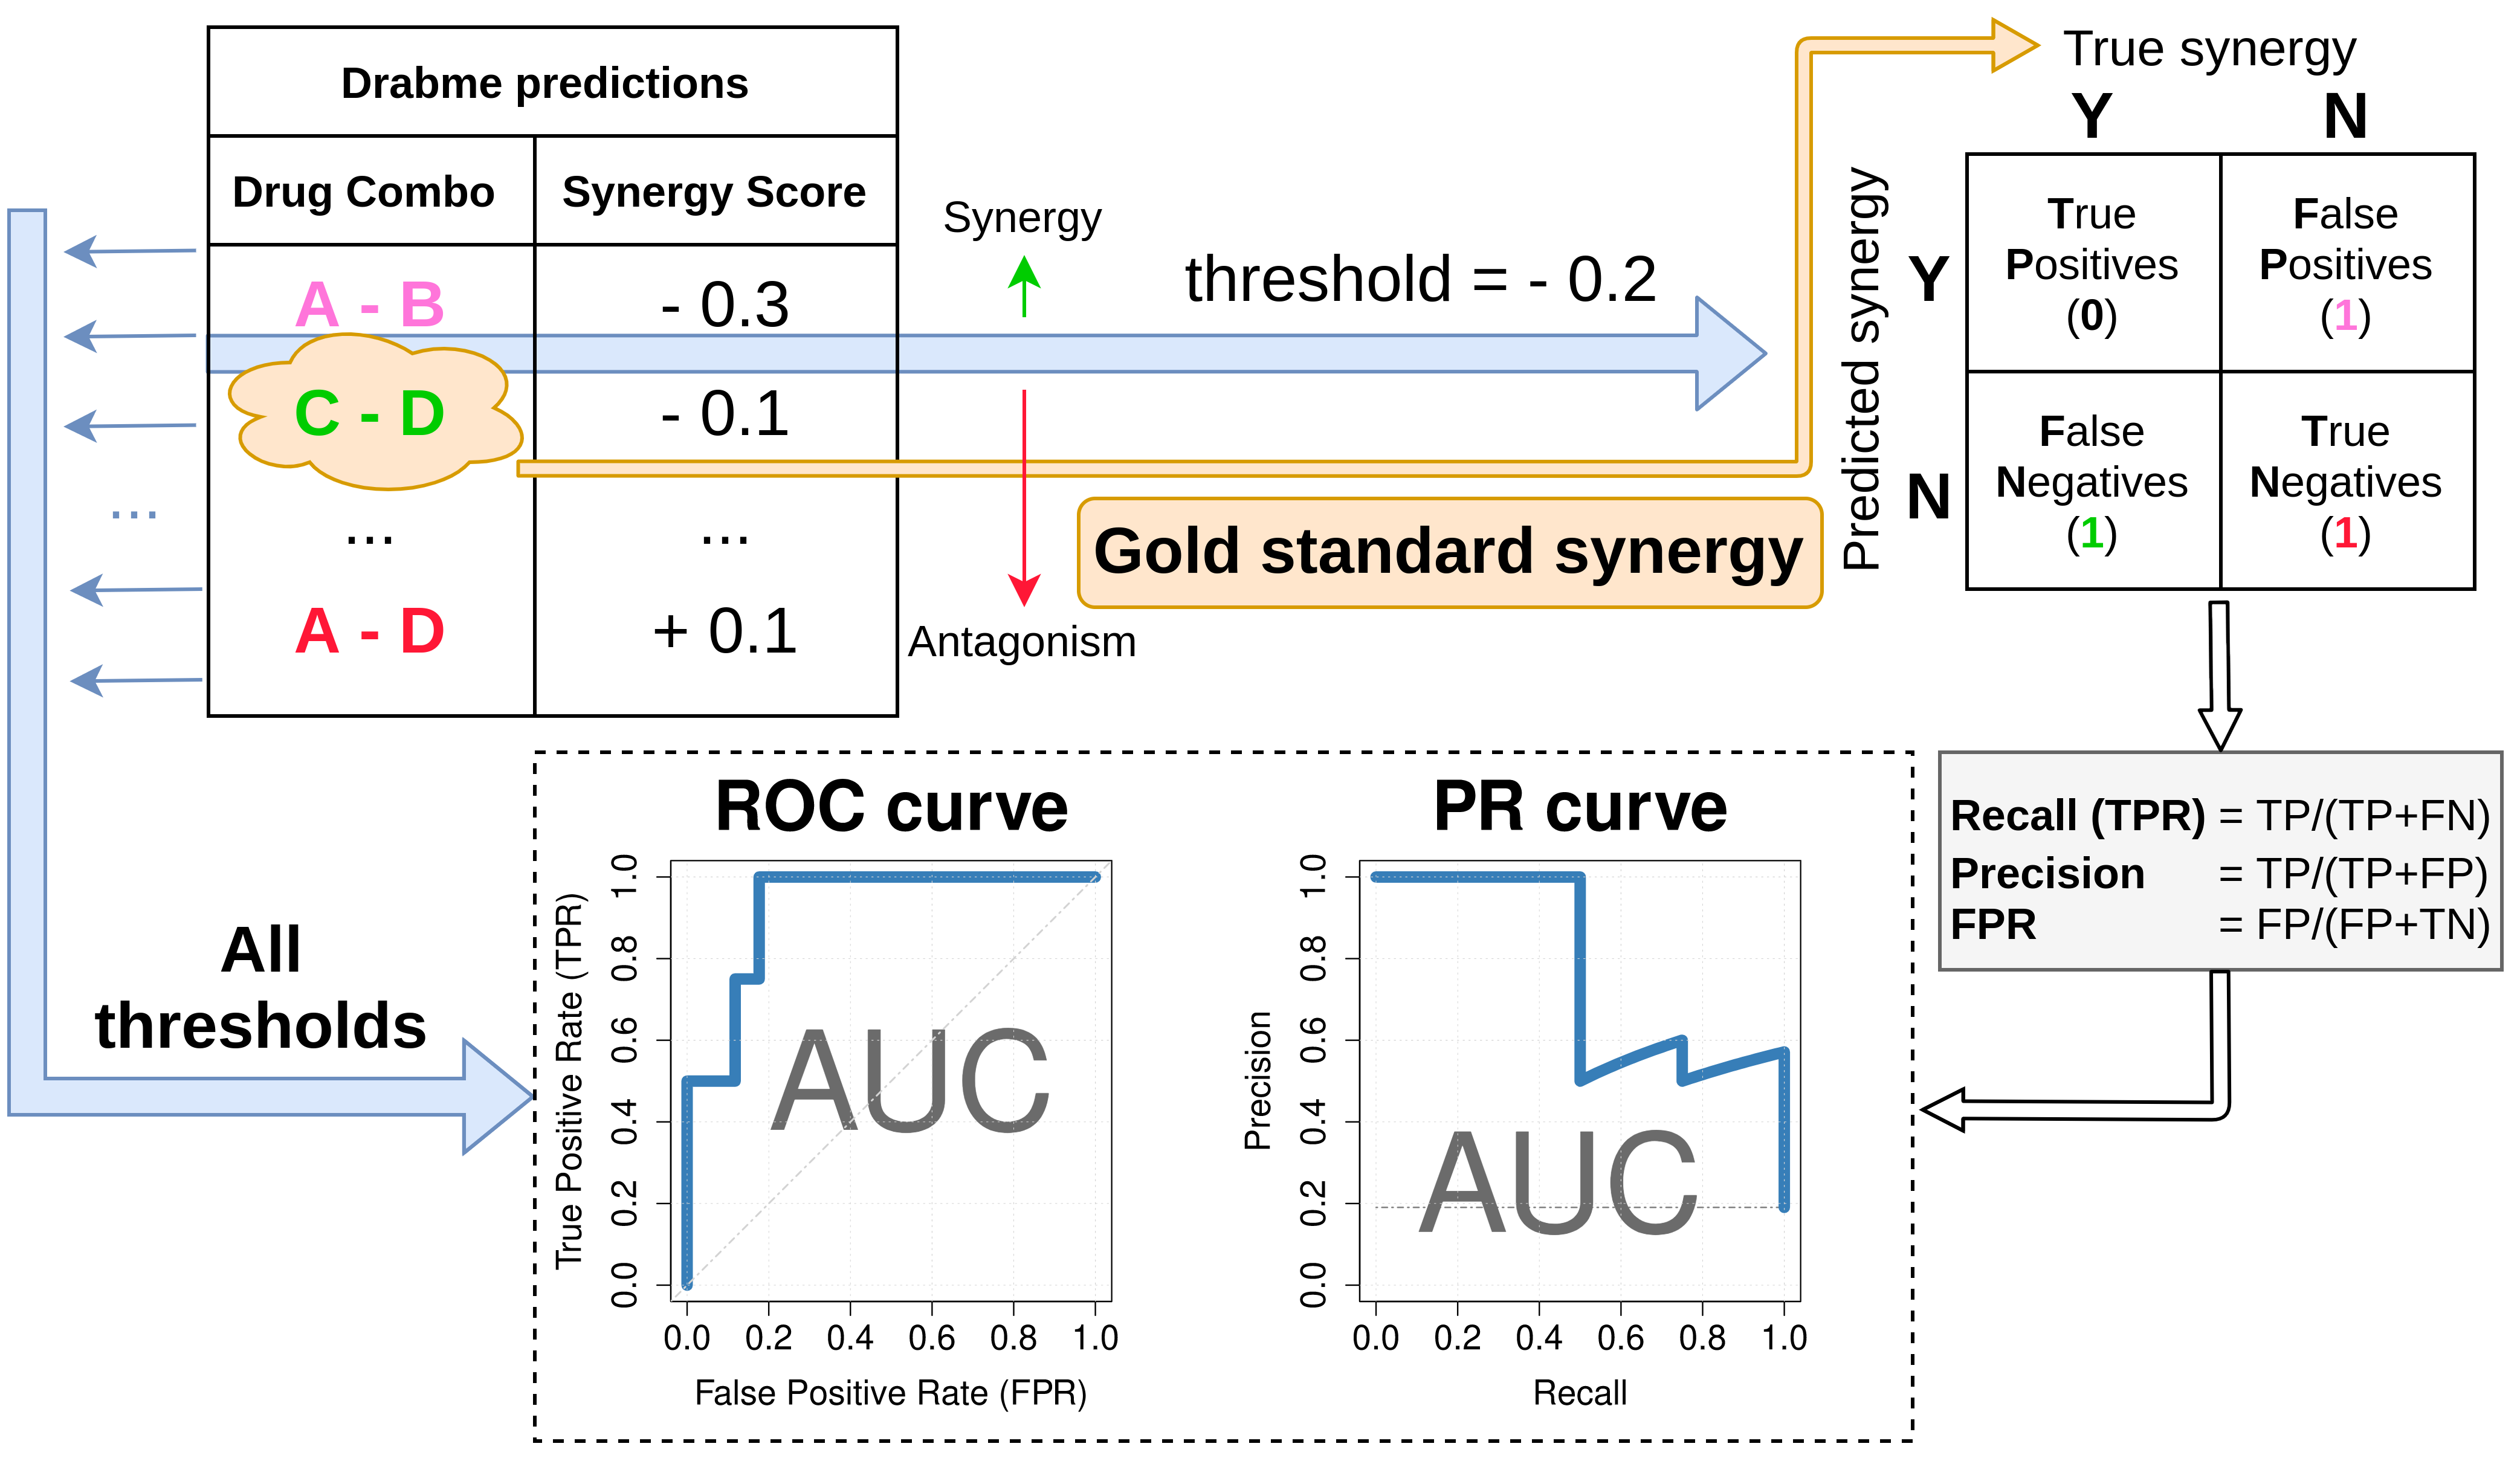 Drabme predictions
Drug Combo
Synergy Score
A - B
- 0.3
C - D
- 0.1
...
...
...
A - D
+ 0.1
Synergy
Antagonism
threshold = - 0.2
Gold standard synergy
True synergy
Y
N
Predicted synergy
Y
N
True
Positives
(0)
False
Positives
(1)
False
Negatives
(1)
True
Negatives
(1)
Recall (TPR) = TP/(TP+FN)
Precision = TP/(TP+FP)
FPR = FP/(FP+TN)
All
thresholds
ROC curve
True Positive Rate (TPR)
1.0
0.8
0.6
0.4
0.2
0.0
AUC
0.0 0.2 0.4 0.6 0.8 1.0
False Positive Rate (FPR)
PR curve
Precision
1.0
0.8
0.6
0.4
0.2
0.0
AUC
0.0 0.2 0.4 0.6 0.8 1.0
Recall